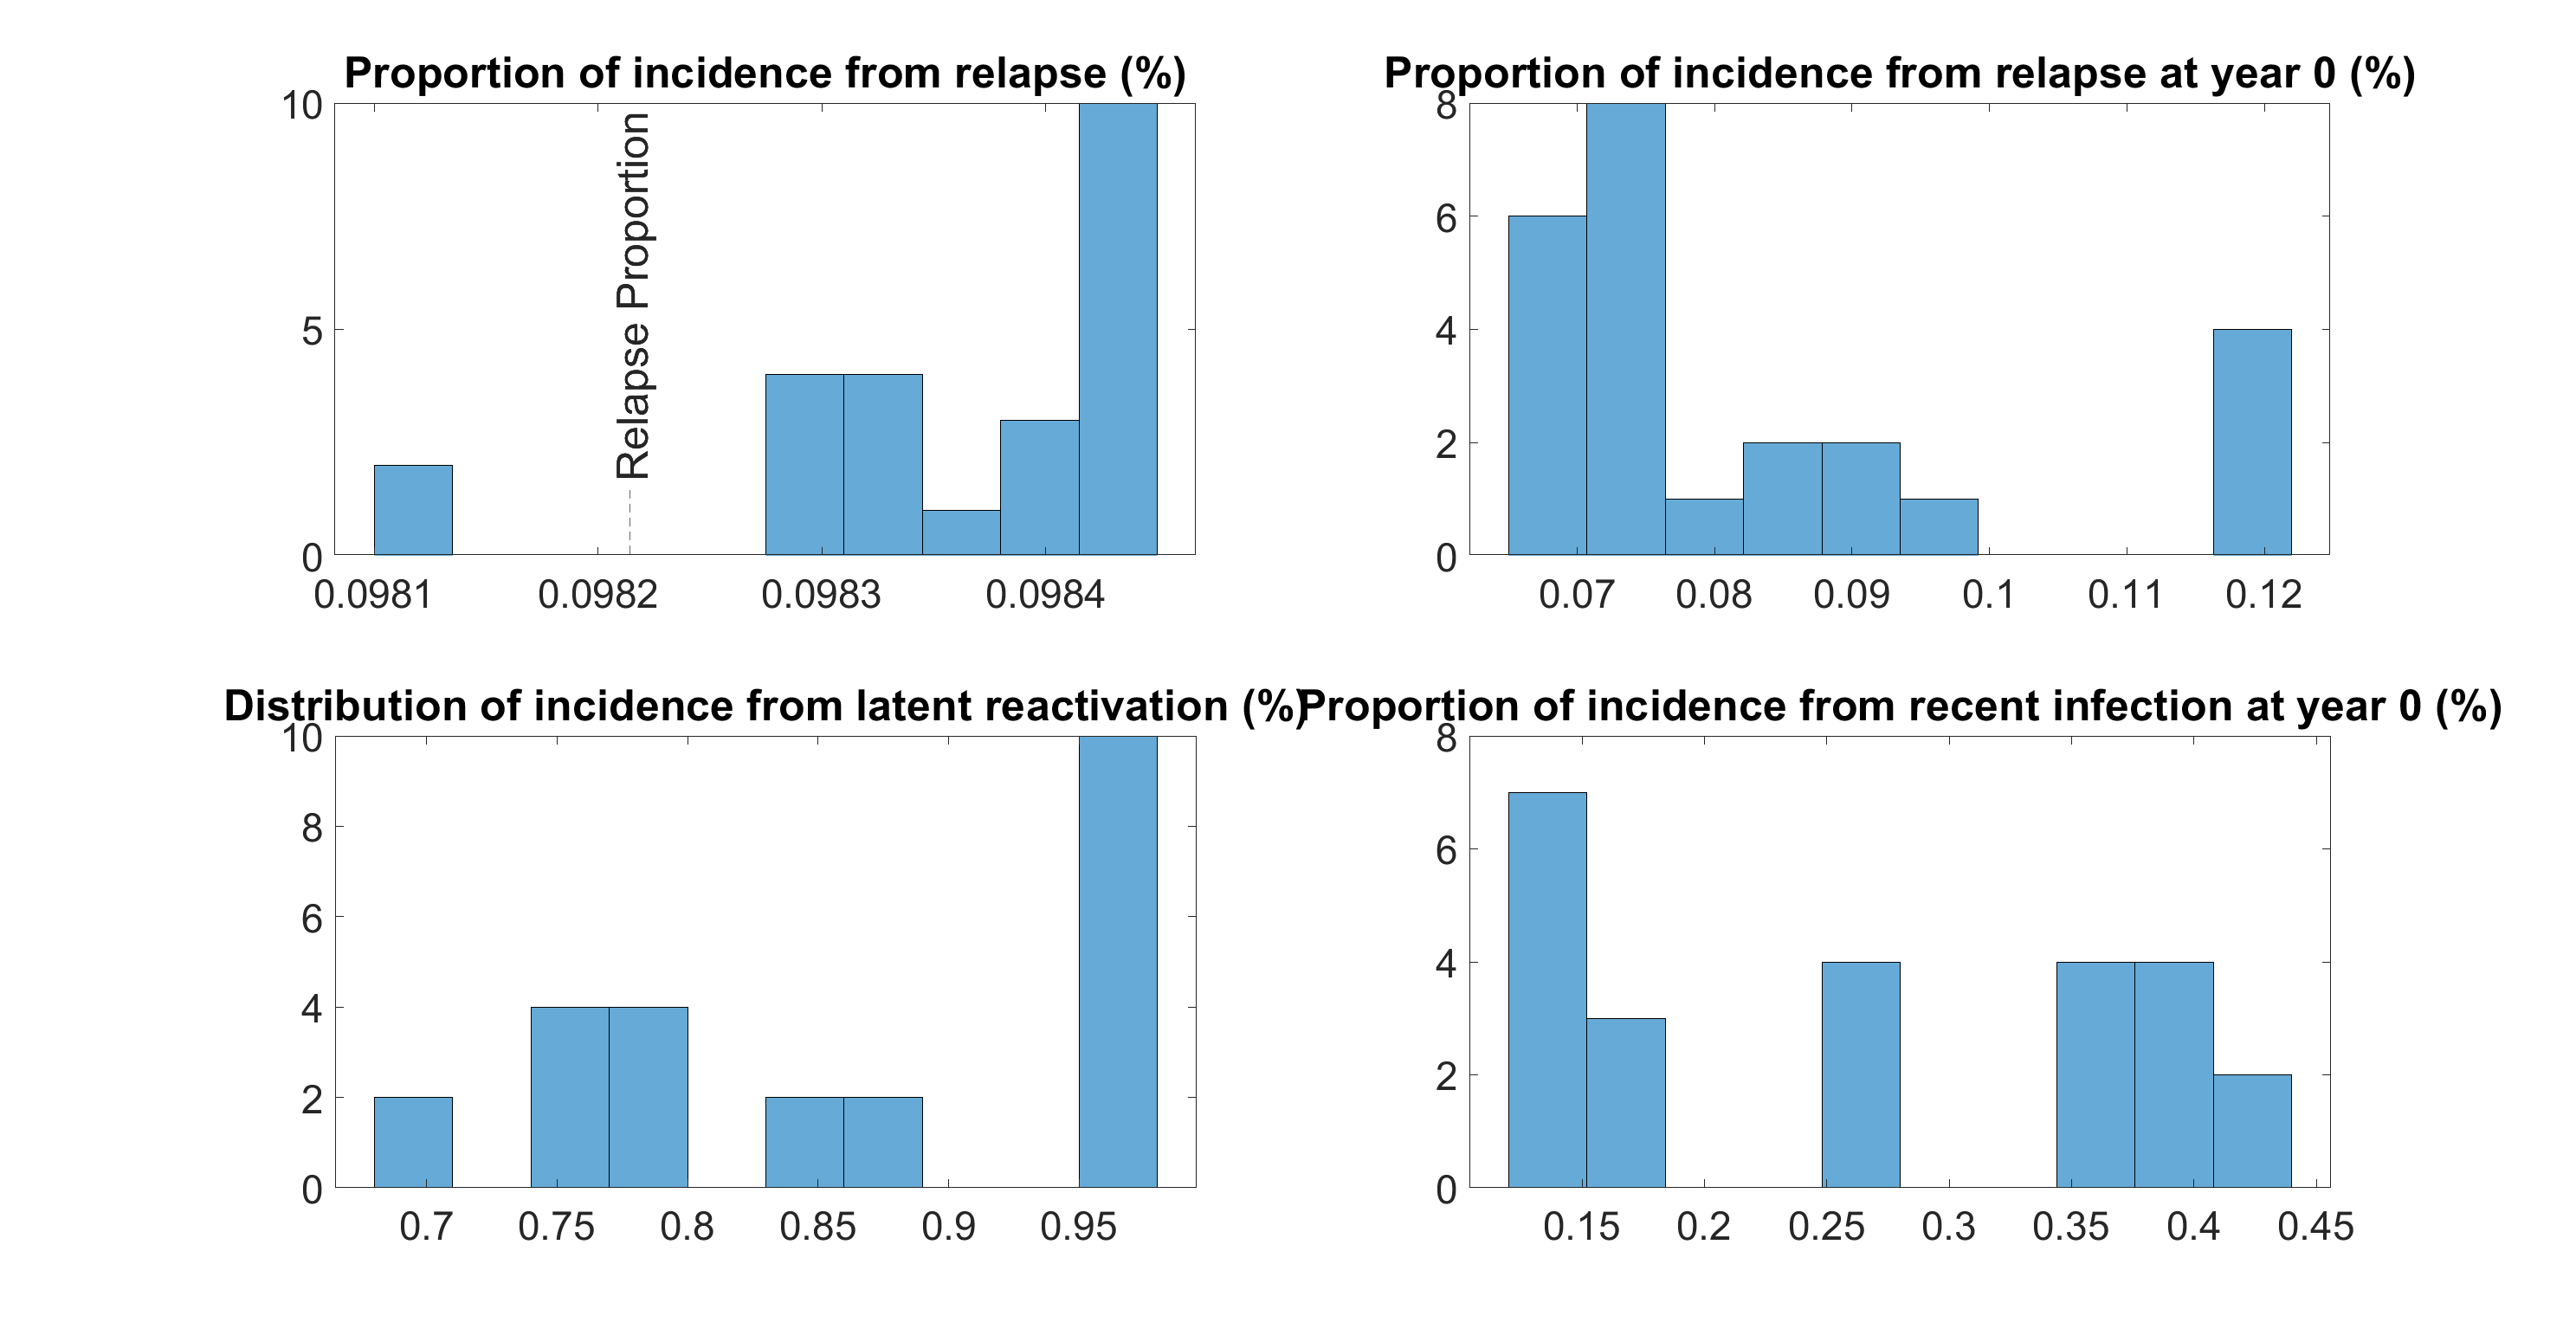 Proportion of incidence from relapse (%)
10
5
0
Relapse Proportion
0.0981 0.0982 0.0983 0.0984
Proportion of incidence from relapse at year 0 (%)
8
6
4
2
0
0.07 0.08 0.09 0.1 0.11 0.12
Distribution of incidence from latent reactivation (%)
10
8
6
4
2
0
0.7 0.75 0.8 0.85 0.9 0.95
Proportion of incidence from recent infection at year 0 (%)
8
6
4
2
0
0.15 0.2 0.25 0.3 0.35 0.4 0.45